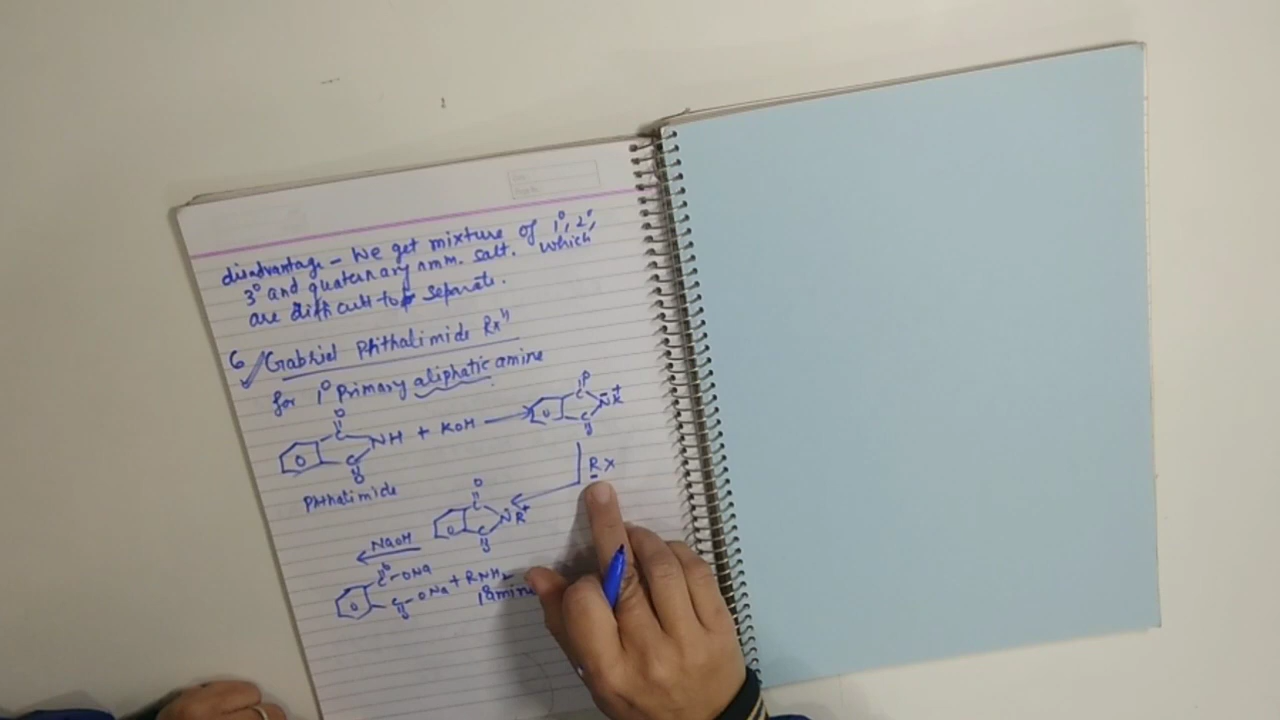 disadvantage - We get mixture of 1°, 2°,
3° and quaternary amm. salt. which
are difficult to separate.
6 Gabriel Phthalimide Rxⁿ
for 1° Primary aliphatic amine
O
C
NH + KOH
C
O
O
C
N⁻K⁺
C
O
Phthalimide
RX
O
C
N⁻R⁺
C
O
NaOH
O
C-ONa
C-ONa + RNH₂
O
1° amine